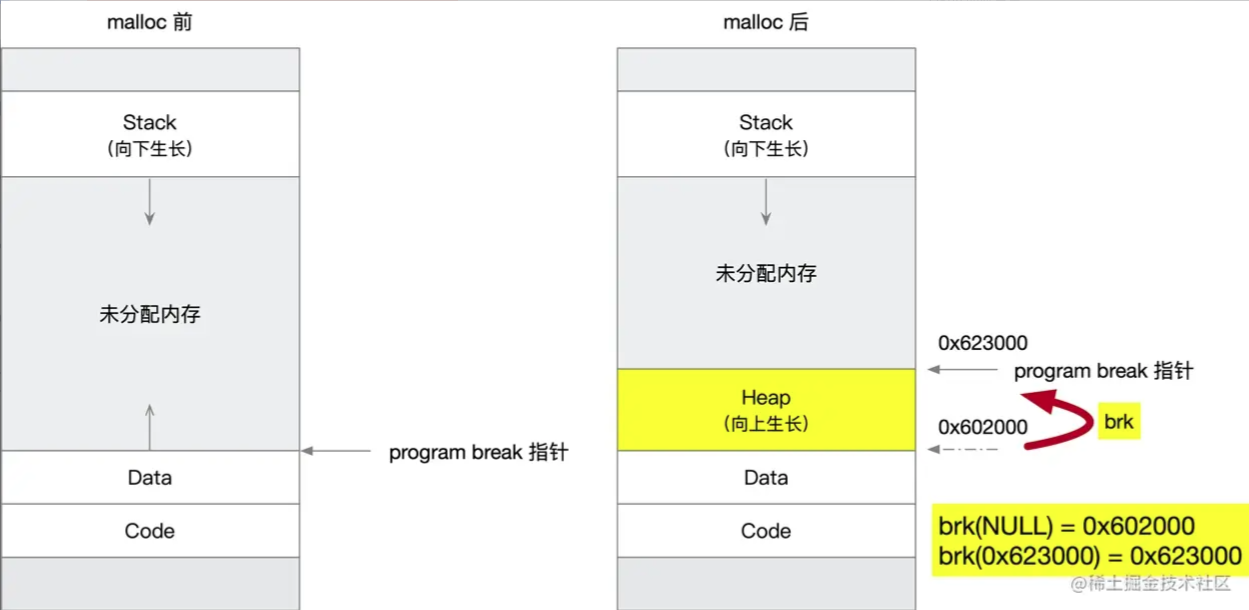 malloc 前
Stack
(向下生长)
未分配内存
program break 指针
Data
Code
malloc 后
Stack
(向下生长)
未分配内存
0x623000
program break 指针
Heap
(向上生长)
brk
0x602000
Data
Code
brk(NULL) = 0x602000
brk(0x623000) = 0x623000
@稀土掘金技术社区